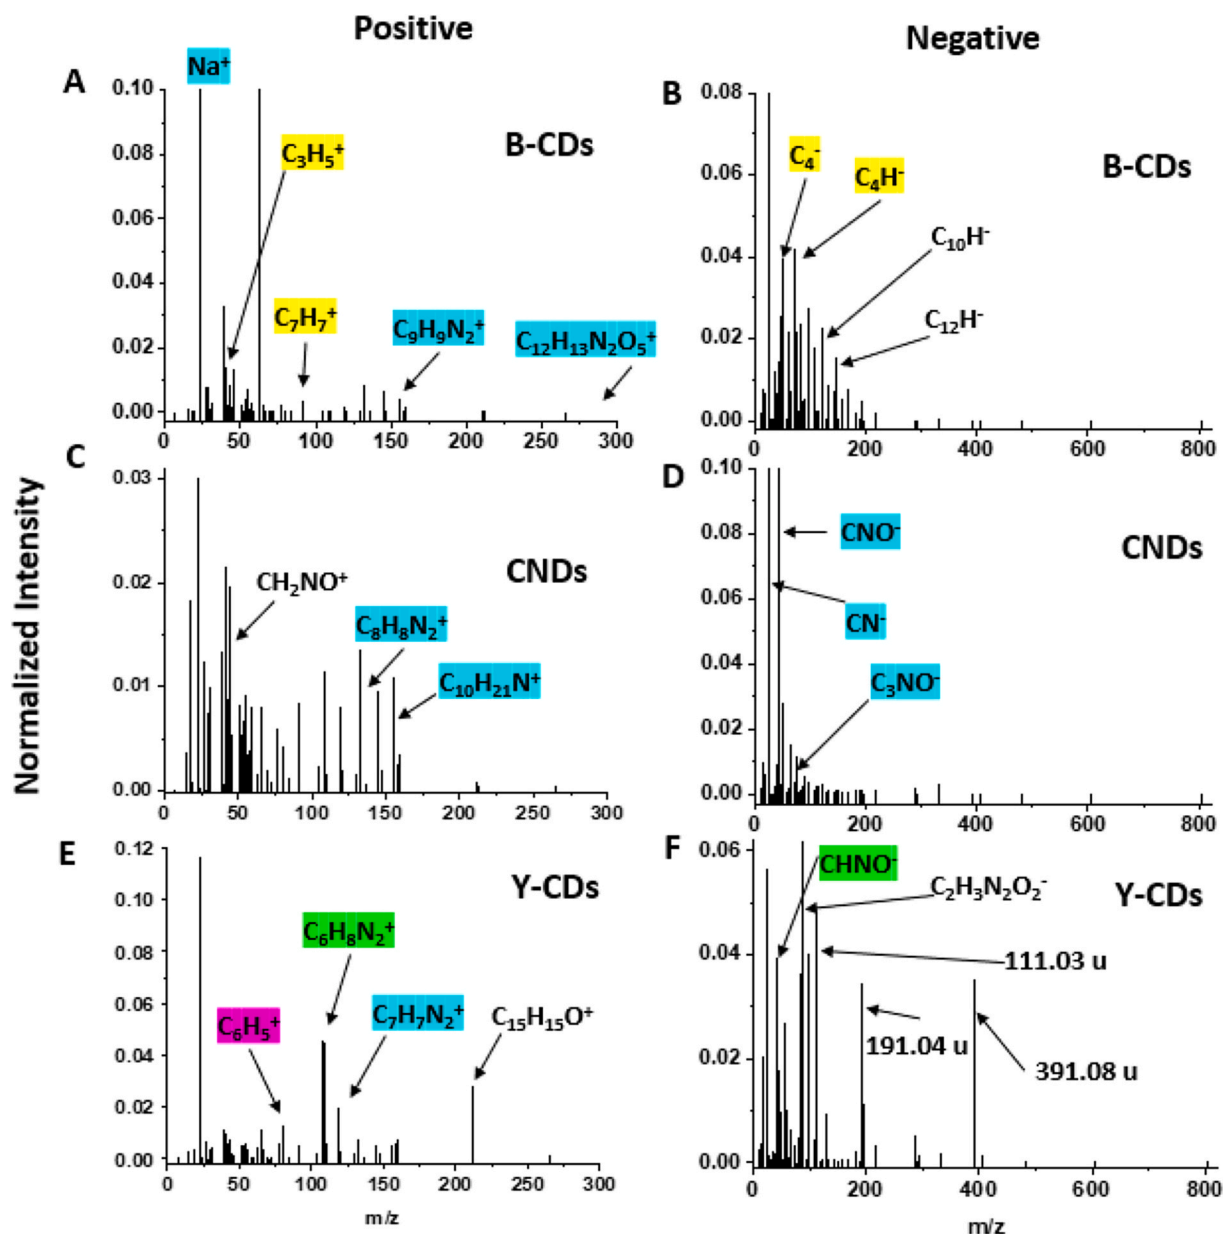 Positive
Negative
A
Na⁺
0.10
0.08
0.06
0.04
0.02
0.00
C₃H₅⁺
B-CDs
C₇H₇⁺
C₉H₉N₂⁺
C₁₂H₁₃N₂O₅⁺
0 50 100 150 200 250 300
B
0.08
0.06
0.04
0.02
0.00
C₄⁻
C₄H⁻
B-CDs
C₁₀H⁻
C₁₂H⁻
0 200 400 600 800
Normalized Intensity
C
0.03
0.02
0.01
0.00
CNDs
CH₂NO⁺
C₈H₈N₂⁺
C₁₀H₂₁N⁺
0 50 100 150 200 250 300
D
0.10
0.08
0.06
0.04
0.02
0.00
CNO⁻
CNDs
CN⁻
C₃NO⁻
0 200 400 600 800
E
0.12
0.10
0.08
0.06
0.04
0.02
0.00
Y-CDs
C₆H₈N₂⁺
C₆H₅⁺
C₇H₇N₂⁺
C₁₅H₁₅O⁺
0 50 100 150 200 250 300
m/z
F
0.06
0.04
0.02
0.00
CHNO⁻
C₂H₃N₂O₂⁻
Y-CDs
111.03 u
191.04 u
391.08 u
0 200 400 600 800
m/z